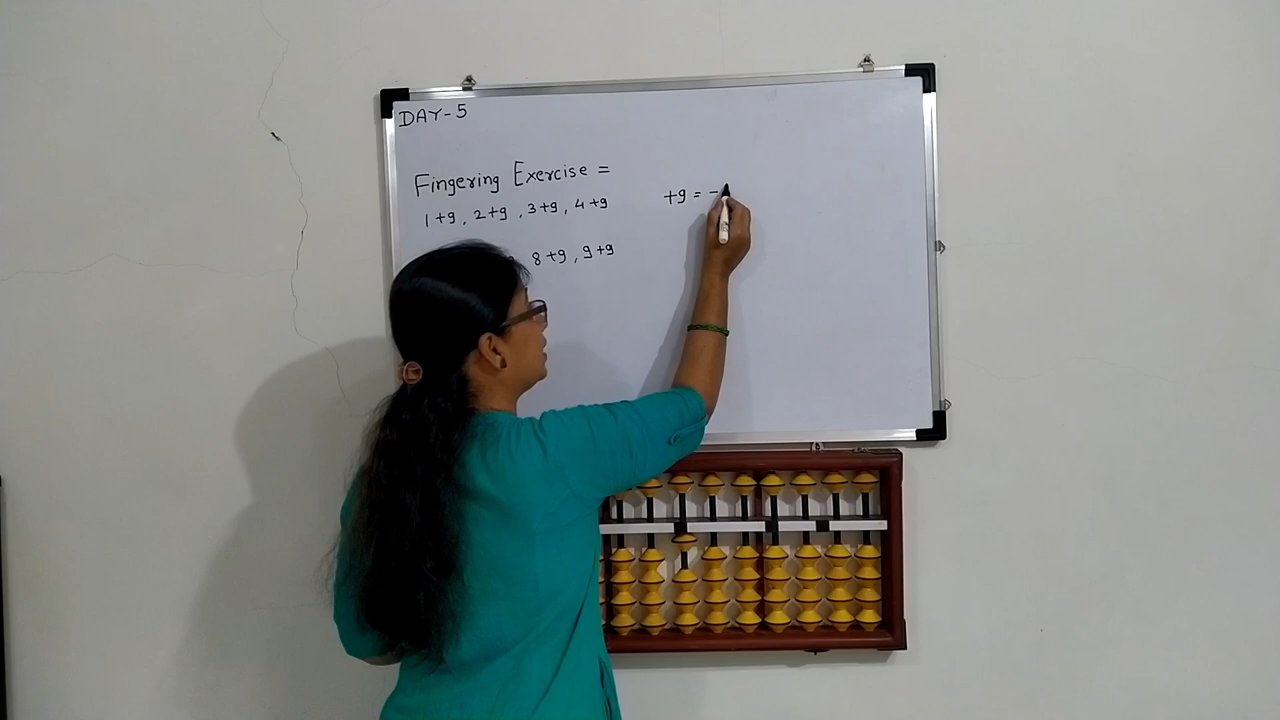 DAY-5
Fingering Exercise =
1+9, 2+9, 3+9, 4+9
8+9, 9+9
+9 = -